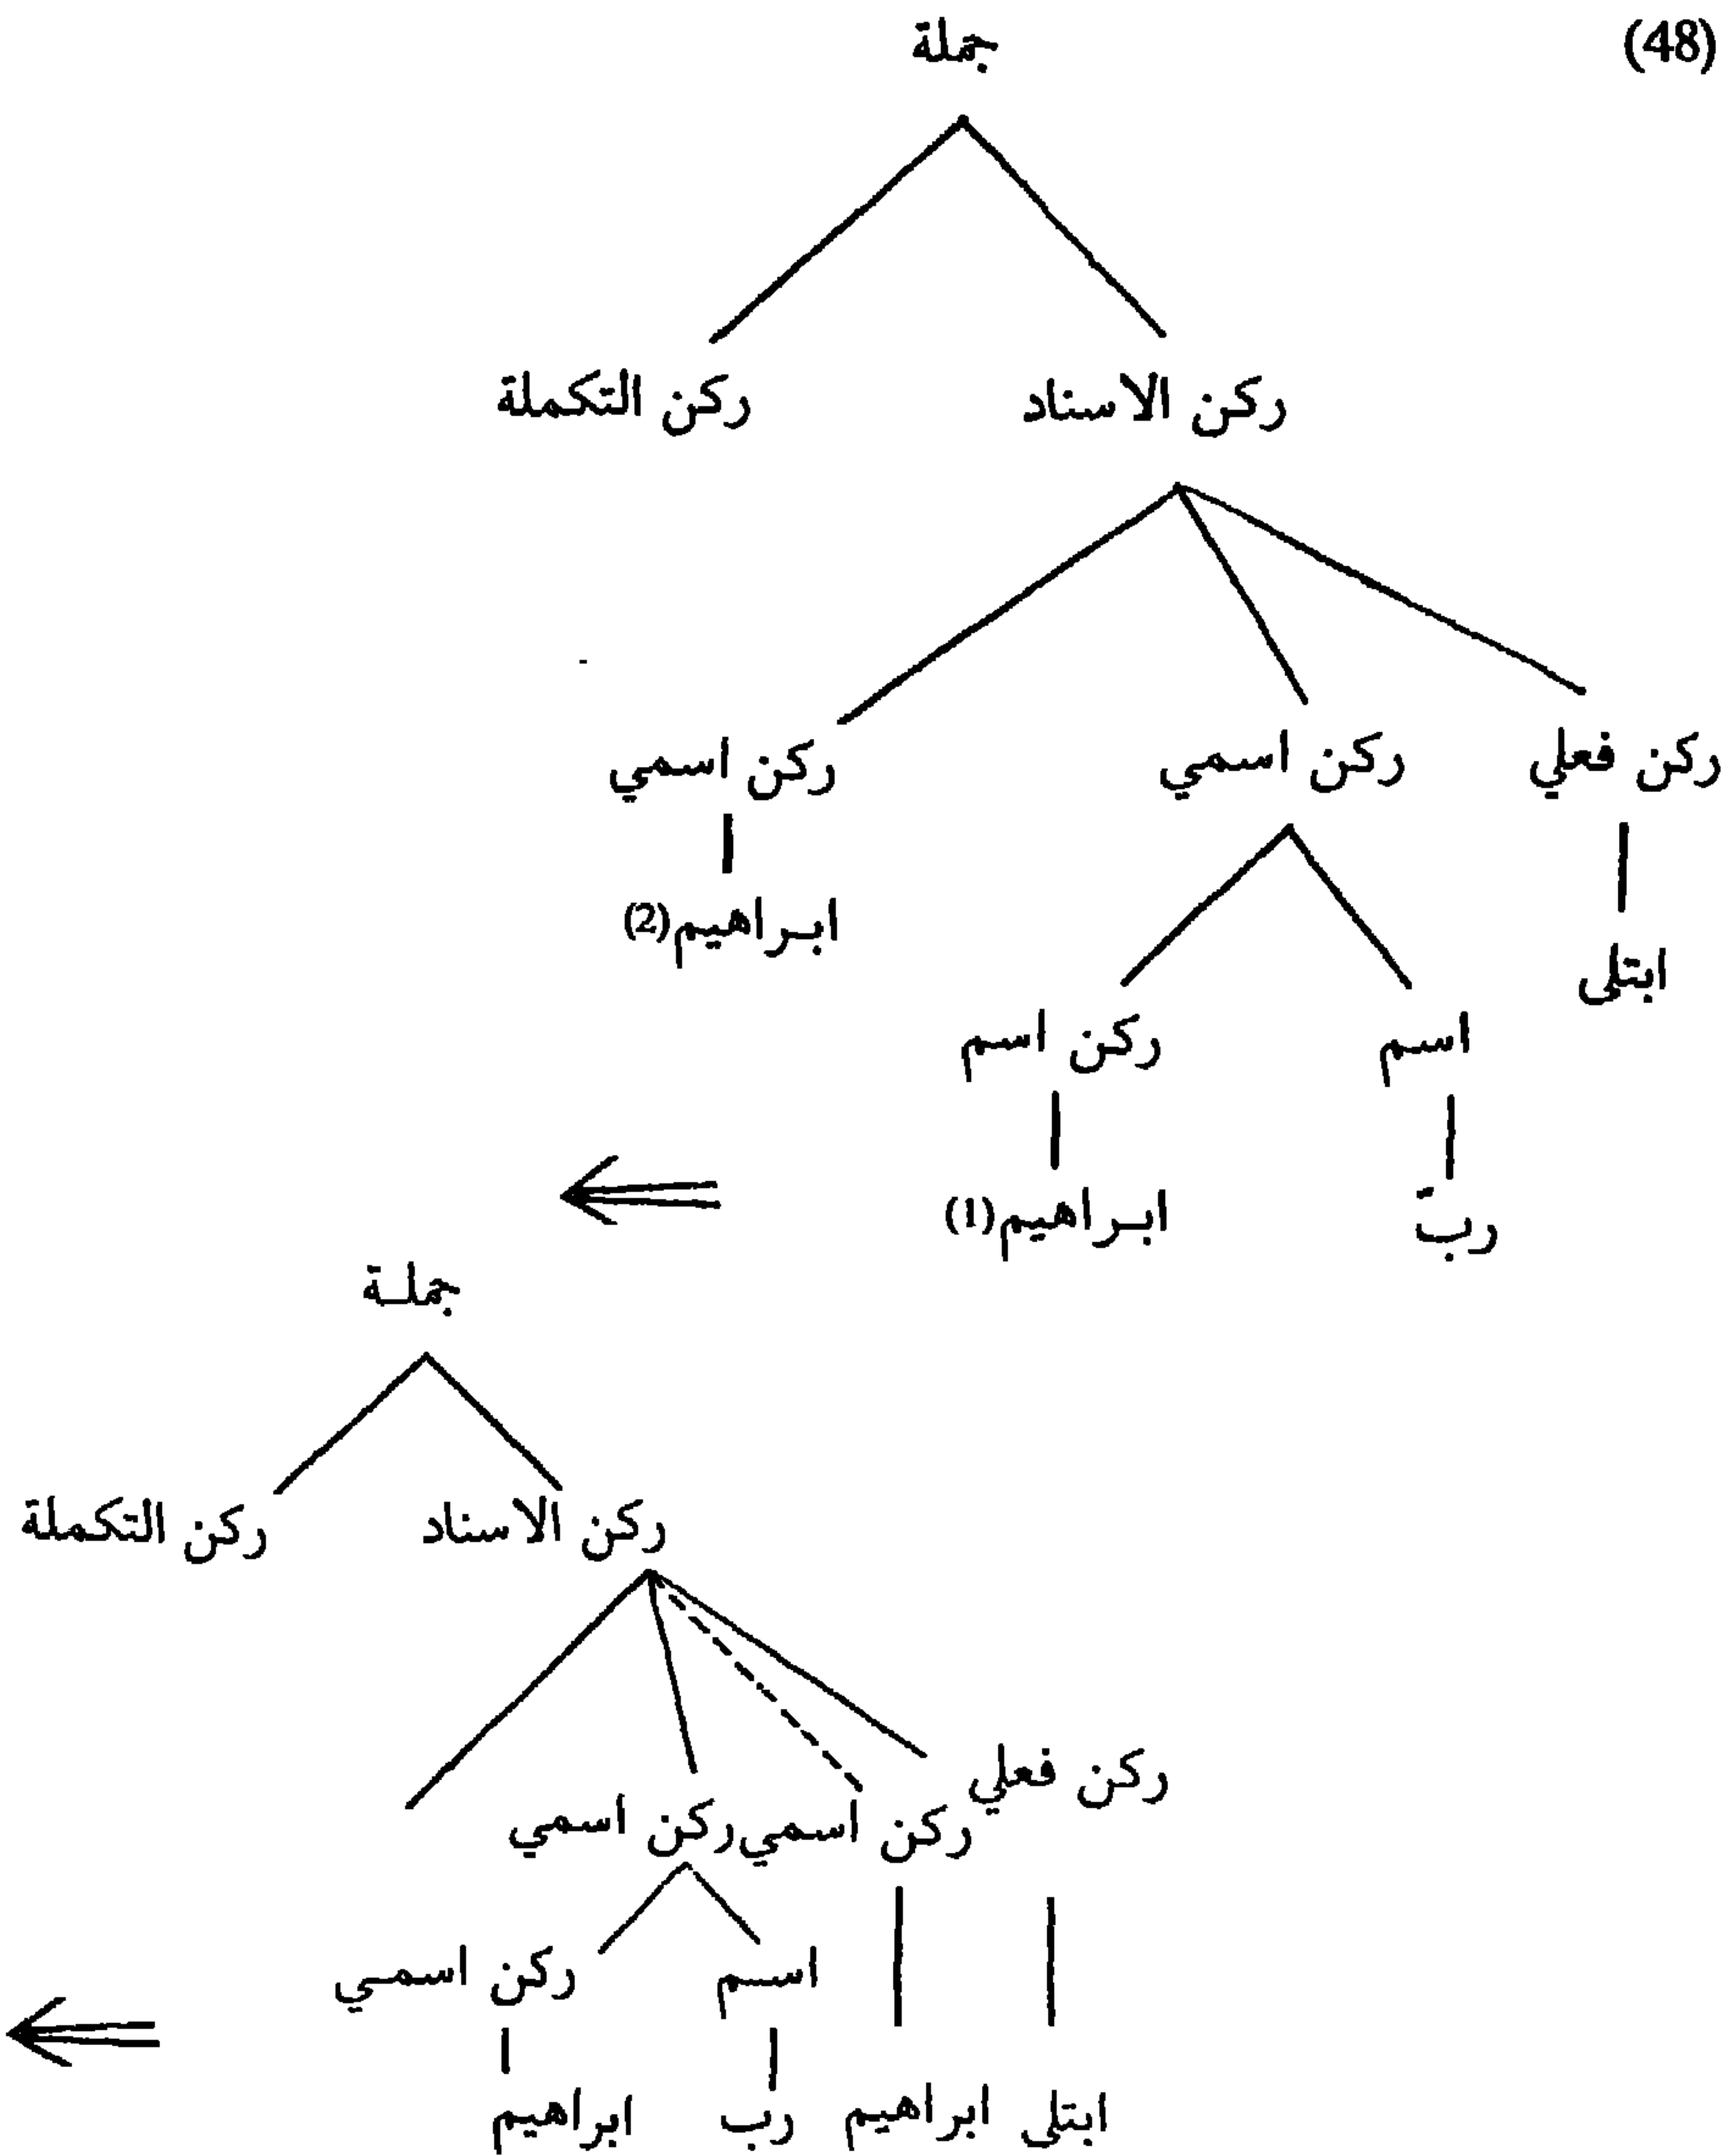 (48)
جملة
ركن الاسناد ركن التكملة
ركن فعلي ركن اسمي ركن اسمي
ابراهيم(2)
ابتلى
اسم ركن اسم
ربّ ابراهيم(1)
جملة
ركن الاسناد ركن التكملة
ركن فعلي
ركن اسمي ركن اسمي
اسم ركن اسمي
ابتلى ابراهيم رب ابراهيم